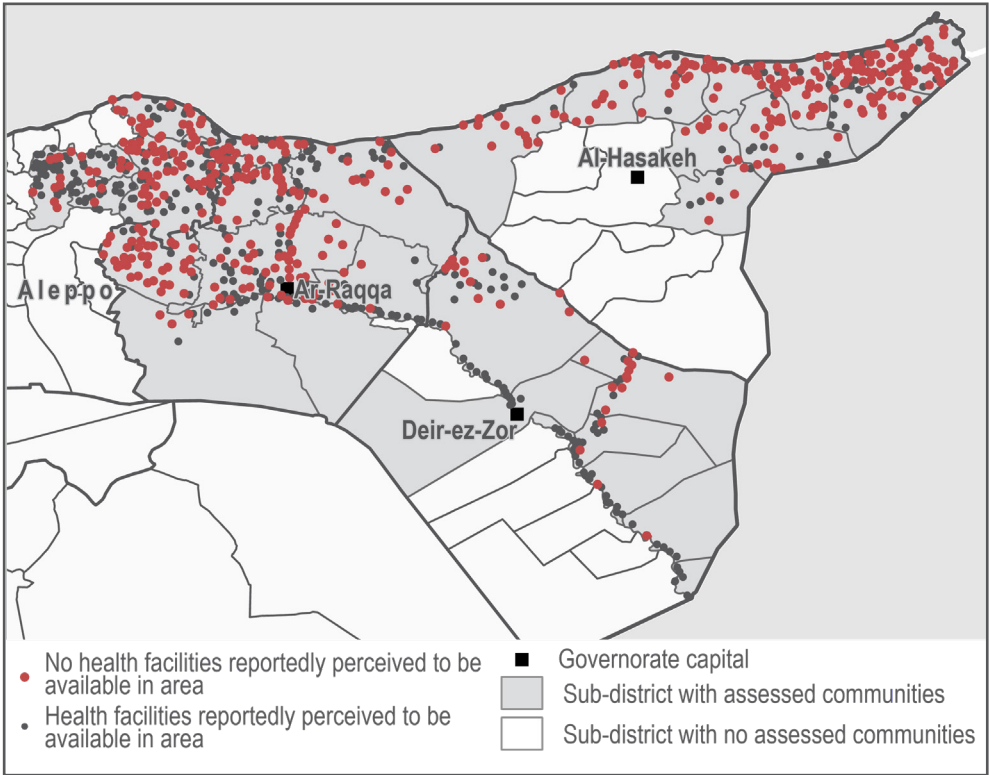 Al-Hasakeh
Aleppo
Ar-Raqqa
Deir-ez-Zor
No health facilities reportedly perceived to be
available in area
Health facilities reportedly perceived to be
available in area
Governorate capital
Sub-district with assessed communities
Sub-district with no assessed communities